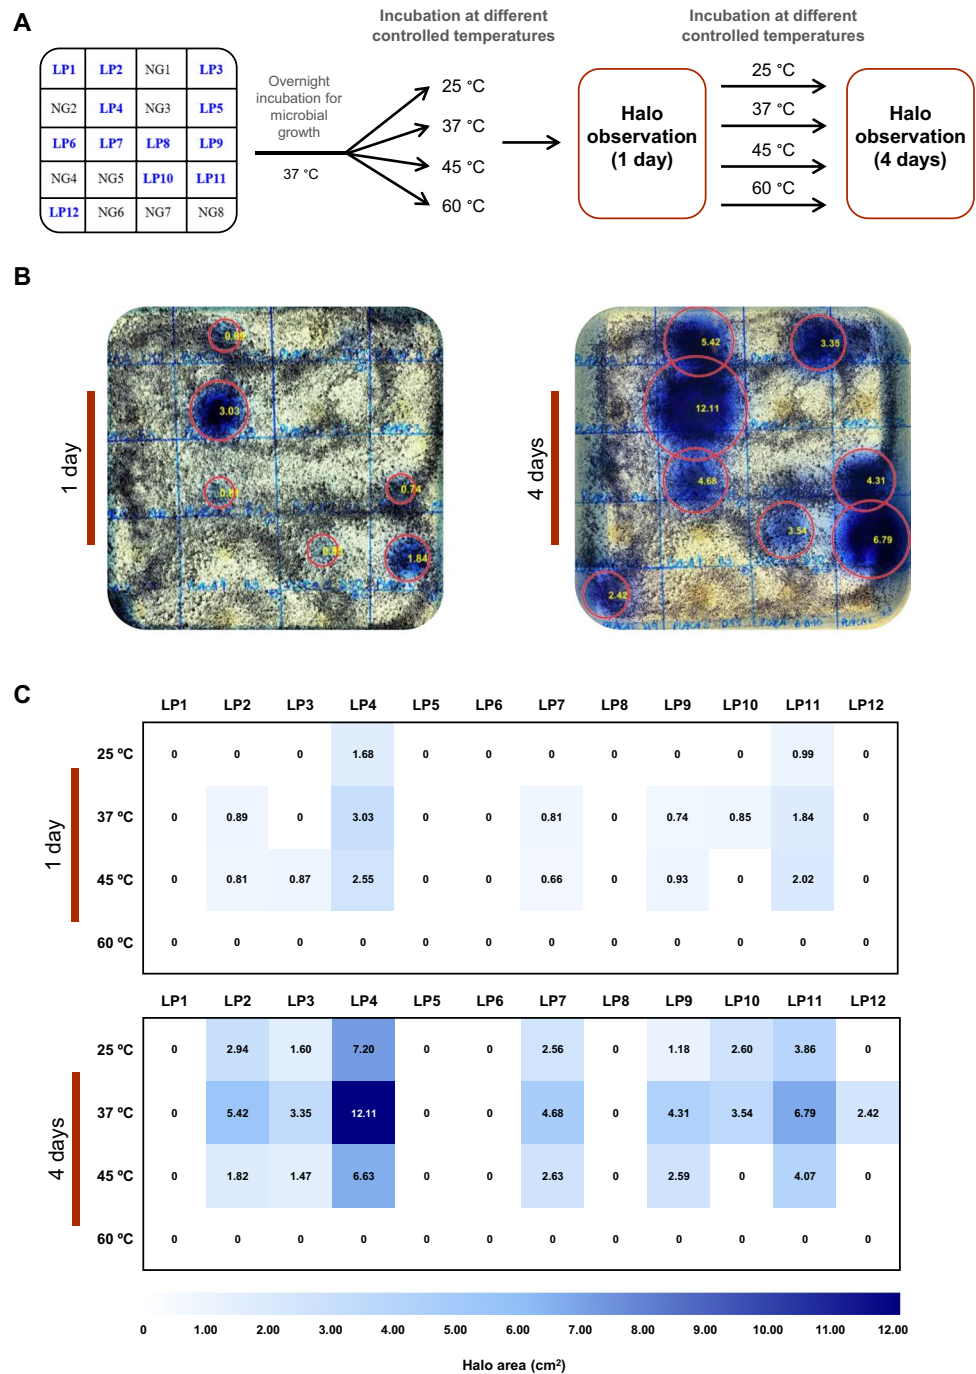 A
Incubation at different
controlled temperatures
Incubation at different
controlled temperatures
LP1 LP2 NG1 LP3
NG2 LP4 NG3 LP5
LP6 LP7 LP8 LP9
NG4 NG5 LP10 LP11
LP12 NG6 NG7 NG8
Overnight
incubation for
microbial
growth
37 °C
25 °C
37 °C
45 °C
60 °C
Halo
observation
(1 day)
25 °C
37 °C
45 °C
60 °C
Halo
observation
(4 days)
B
1 day
3.03
0.74
1.84
4 days
5.42
3.35
12.11
4.68
4.31
3.54
6.79
2.42
C
LP1 LP2 LP3 LP4 LP5 LP6 LP7 LP8 LP9 LP10 LP11 LP12
1 day
25 ºC 0 0 0 1.68 0 0 0 0 0 0 0.99 0
37 ºC 0 0.89 0 3.03 0 0 0.81 0 0.74 0.85 1.84 0
45 ºC 0 0.81 0.87 2.55 0 0 0.66 0 0.93 0 2.02 0
60 ºC 0 0 0 0 0 0 0 0 0 0 0 0
LP1 LP2 LP3 LP4 LP5 LP6 LP7 LP8 LP9 LP10 LP11 LP12
4 days
25 ºC 0 2.94 1.60 7.20 0 0 2.56 0 1.18 2.60 3.86 0
37 ºC 0 5.42 3.35 12.11 0 0 4.68 0 4.31 3.54 6.79 2.42
45 ºC 0 1.82 1.47 6.63 0 0 2.63 0 2.59 0 4.07 0
60 ºC 0 0 0 0 0 0 0 0 0 0 0 0
0 1.00 2.00 3.00 4.00 5.00 6.00 7.00 8.00 9.00 10.00 11.00 12.00
Halo area (cm²)